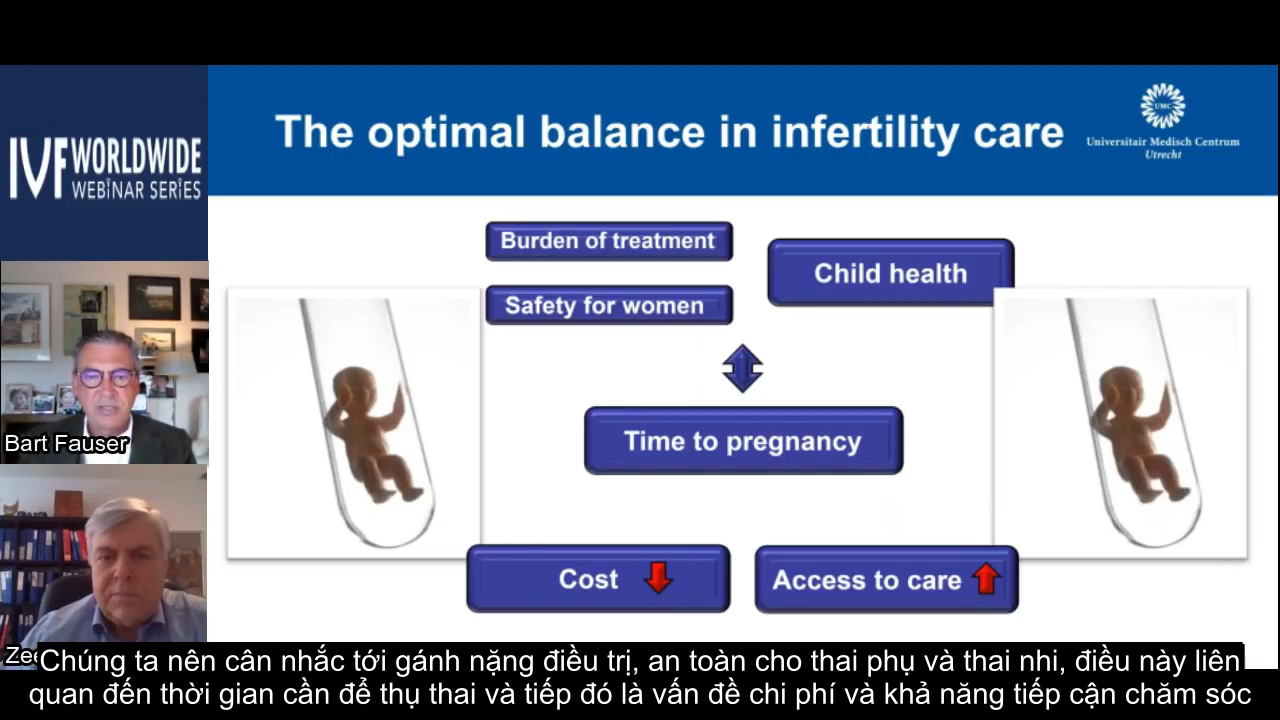 The optimal balance in infertility care
UMC
Universitair Medisch Centrum
Utrecht
IVF WORLDWIDE
WEBINAR SERIES
Burden of treatment
Child health
Safety for women
Time to pregnancy
Bart Fauser
Cost
Access to care
Chúng ta nên cân nhắc tới gánh nặng điều trị, an toàn cho thai phụ và thai nhi, điều này liên
quan đến thời gian cần để thụ thai và tiếp đó là vấn đề chi phí và khả năng tiếp cận chăm sóc